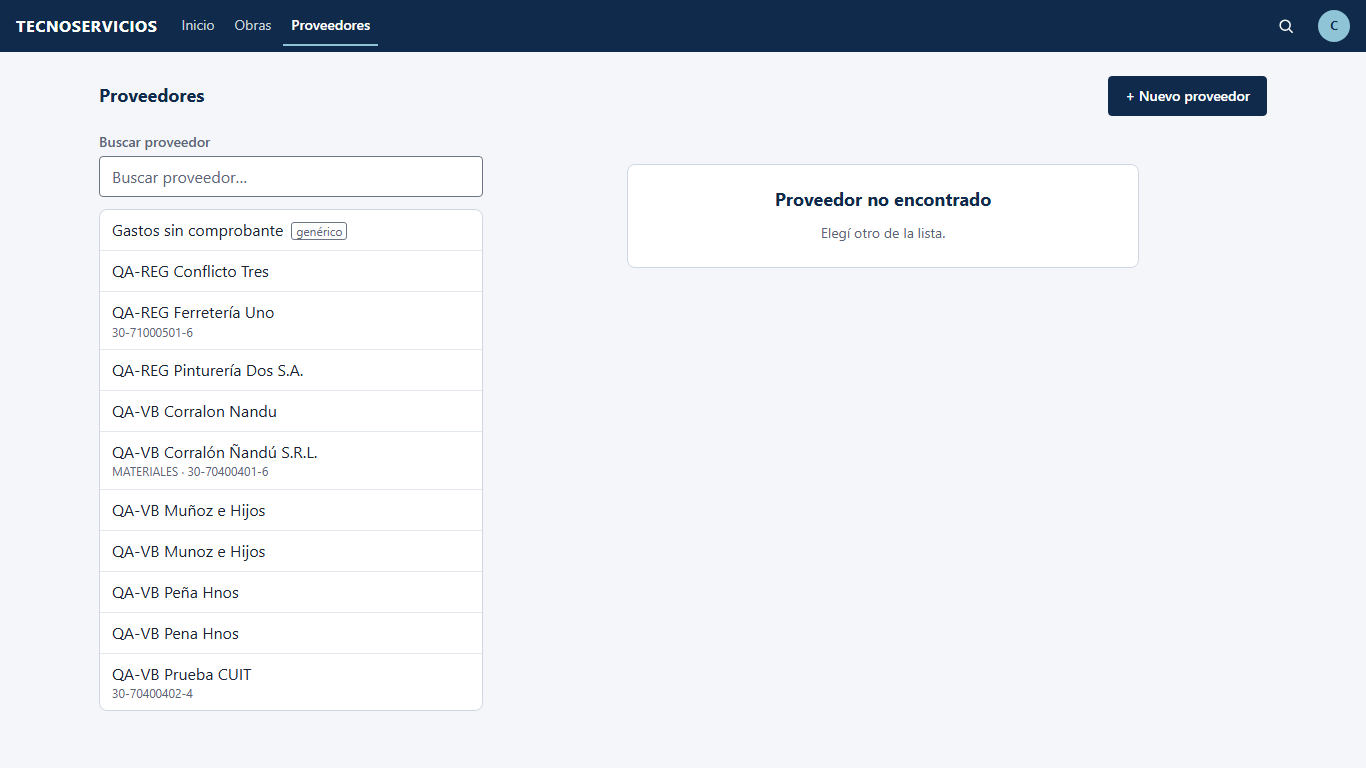 TECNOSERVICIOS Inicio Obras Proveedores C
Proveedores
+ Nuevo proveedor
Buscar proveedor
Buscar proveedor...
Gastos sin comprobante genérico
QA-REG Conflicto Tres
QA-REG Ferretería Uno
30-71000501-6
QA-REG Pinturería Dos S.A.
QA-VB Corralon Nandu
QA-VB Corralón Ñandú S.R.L.
MATERIALES · 30-70400401-6
QA-VB Muñoz e Hijos
QA-VB Munoz e Hijos
QA-VB Peña Hnos
QA-VB Pena Hnos
QA-VB Prueba CUIT
30-70400402-4
Proveedor no encontrado
Elegí otro de la lista.